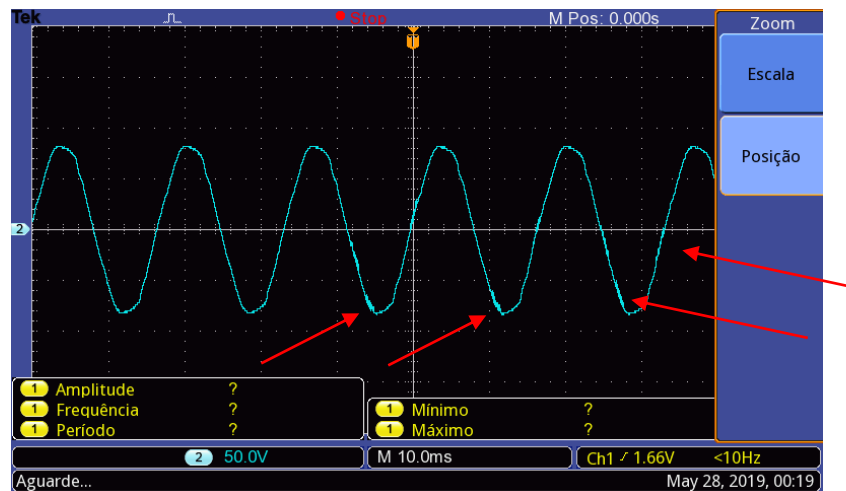 Tek Stop M Pos: 0.000s Zoom
Escala
Posição
2
1 Amplitude ?
1 Frequência ?
1 Período ?
1 Mínimo ?
1 Máximo ?
2 50.0V M 10.0ms Ch1 1.66V <10Hz
Aguarde... May 28, 2019, 00:19